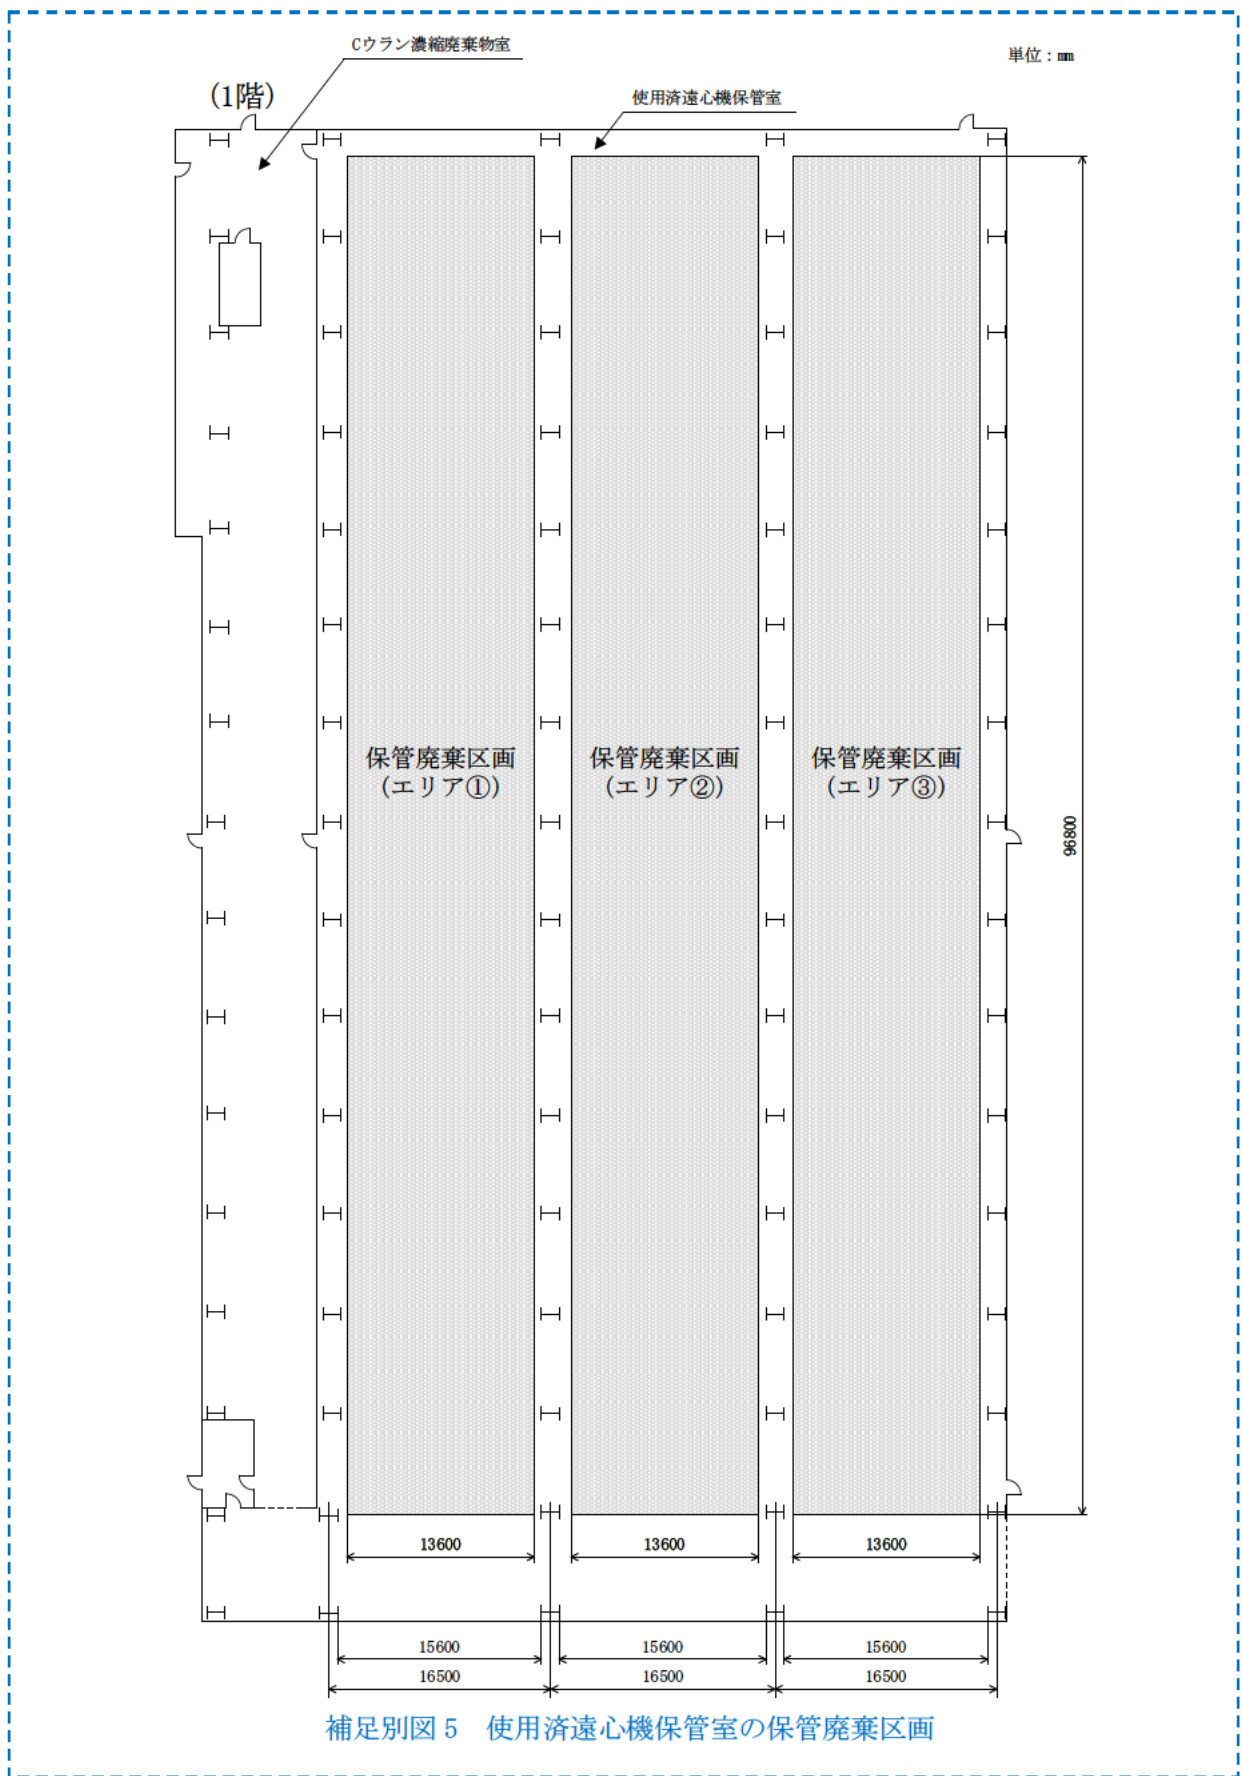 Cウラン濃縮廃棄物室
単位：㎜
(1階)
使用済遠心機保管室
保管廃棄区画
(エリア①)
保管廃棄区画
(エリア②)
保管廃棄区画
(エリア③)
96800
13600
13600
13600
15600
15600
15600
16500
16500
16500
補足別図 5　使用済遠心機保管室の保管廃棄区画